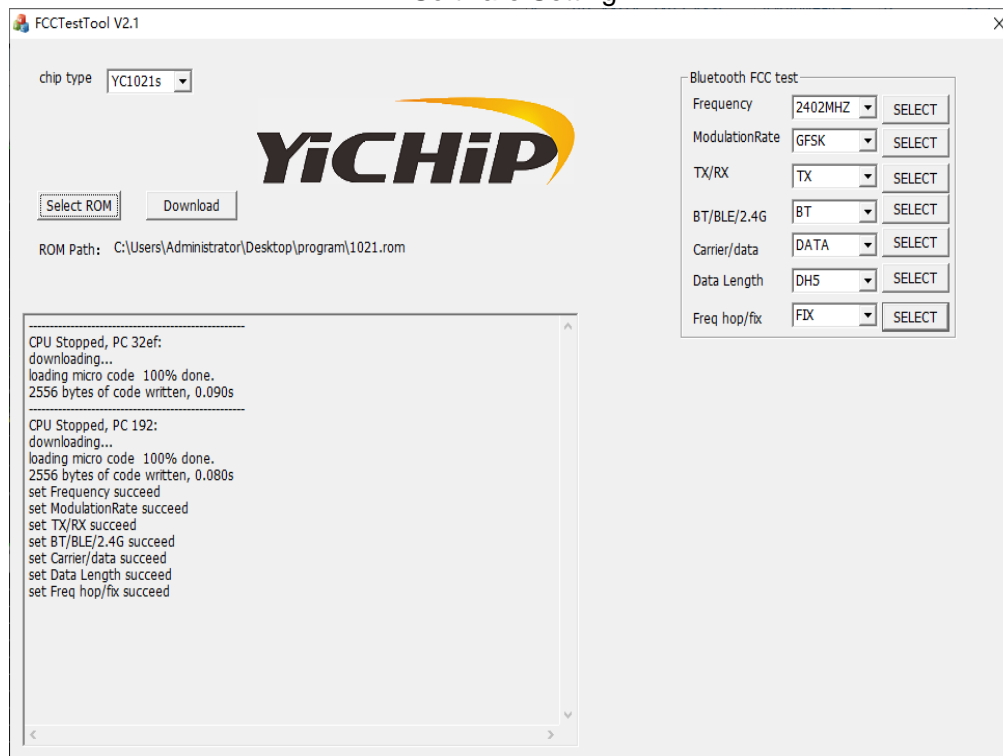 FCCTestTool V2.1
chip type YC1021s
YiCHiP
Select ROM Download
ROM Path: C:\Users\Administrator\Desktop\program\1021.rom
Bluetooth FCC test
Frequency 2402MHZ SELECT
ModulationRate GFSK SELECT
TX/RX TX SELECT
BT/BLE/2.4G BT SELECT
Carrier/data DATA SELECT
Data Length DH5 SELECT
Freq hop/fix FIX SELECT
----------------------------------------------------
CPU Stopped, PC 32ef:
downloading...
loading micro code 100% done.
2556 bytes of code written, 0.090s
----------------------------------------------------
CPU Stopped, PC 192:
downloading...
loading micro code 100% done.
2556 bytes of code written, 0.080s
set Frequency succeed
set ModulationRate succeed
set TX/RX succeed
set BT/BLE/2.4G succeed
set Carrier/data succeed
set Data Length succeed
set Freq hop/fix succeed